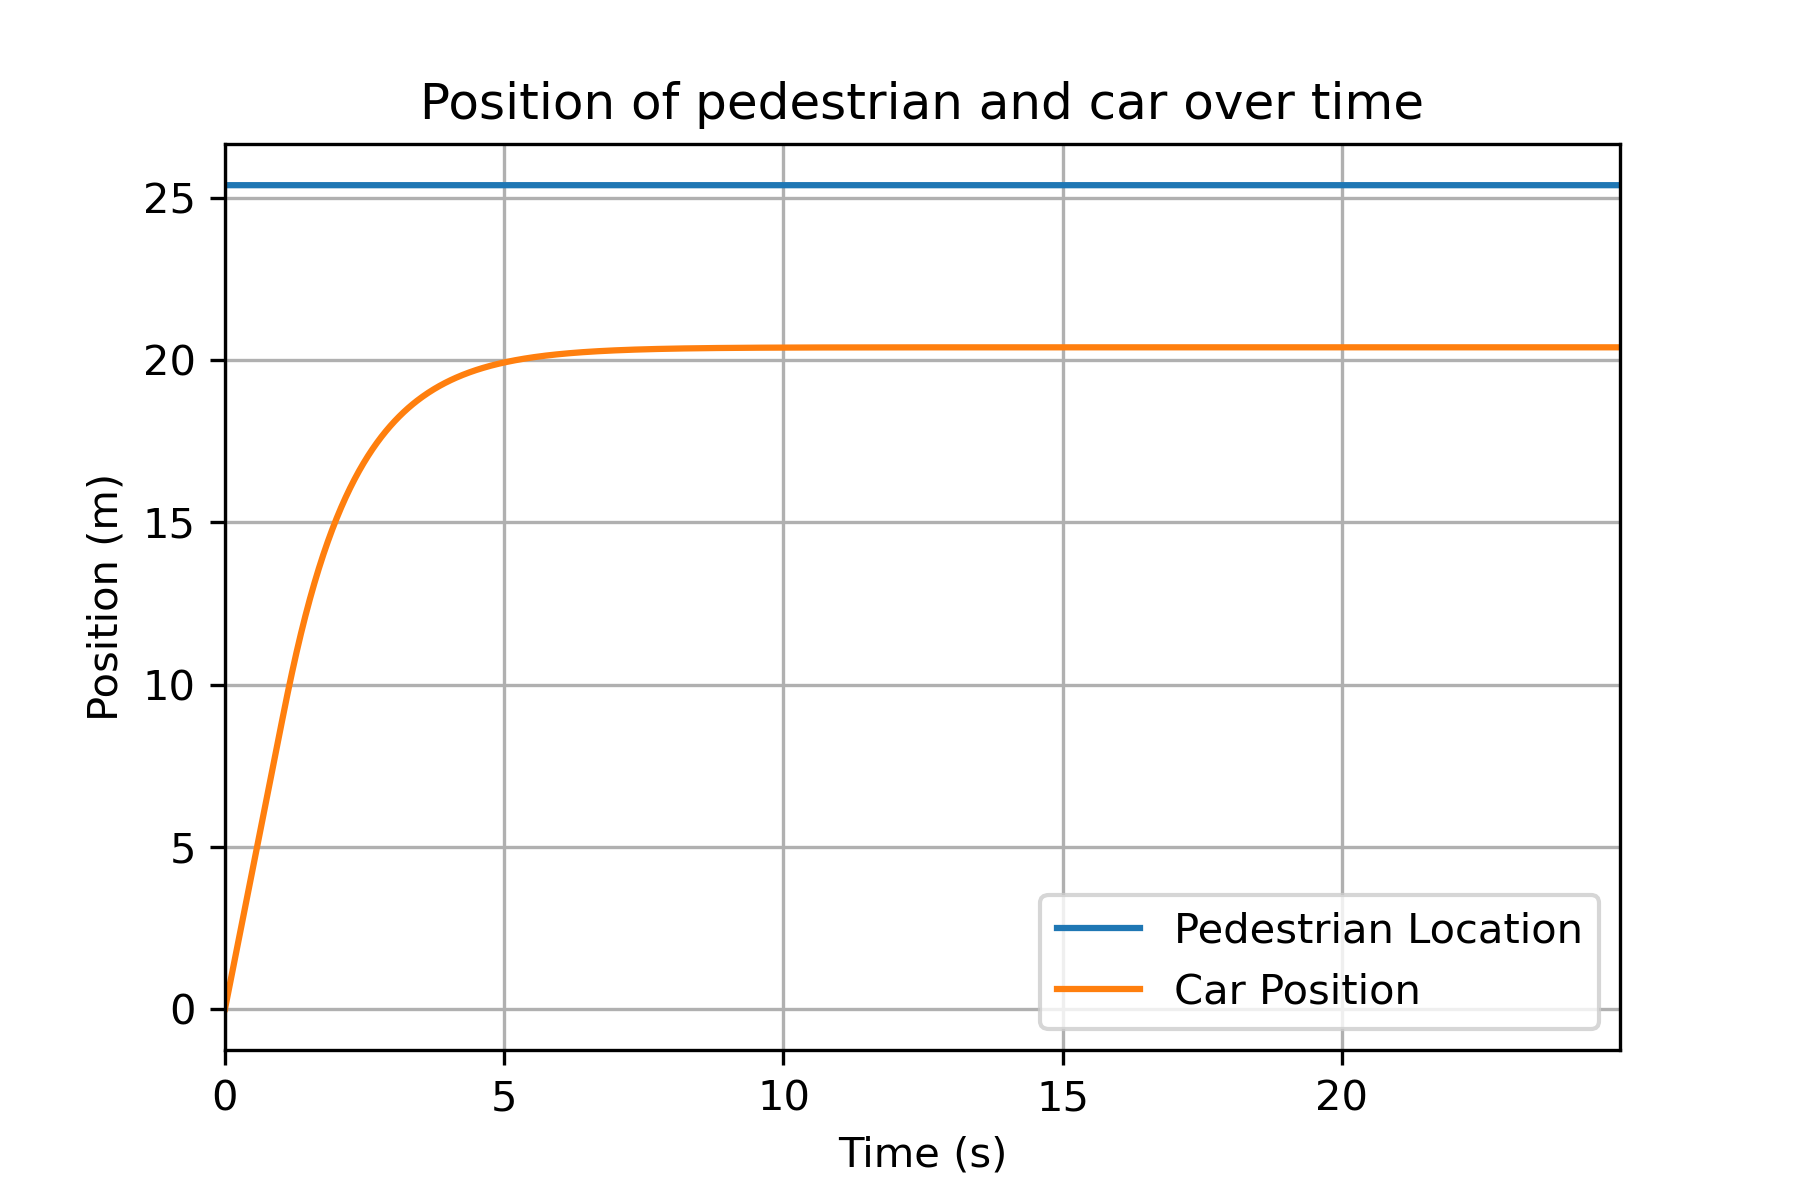 Position of pedestrian and car over time
25
20
15
10
5
0
Position (m)
0 5 10 15 20
Time (s)
Pedestrian Location
Car Position